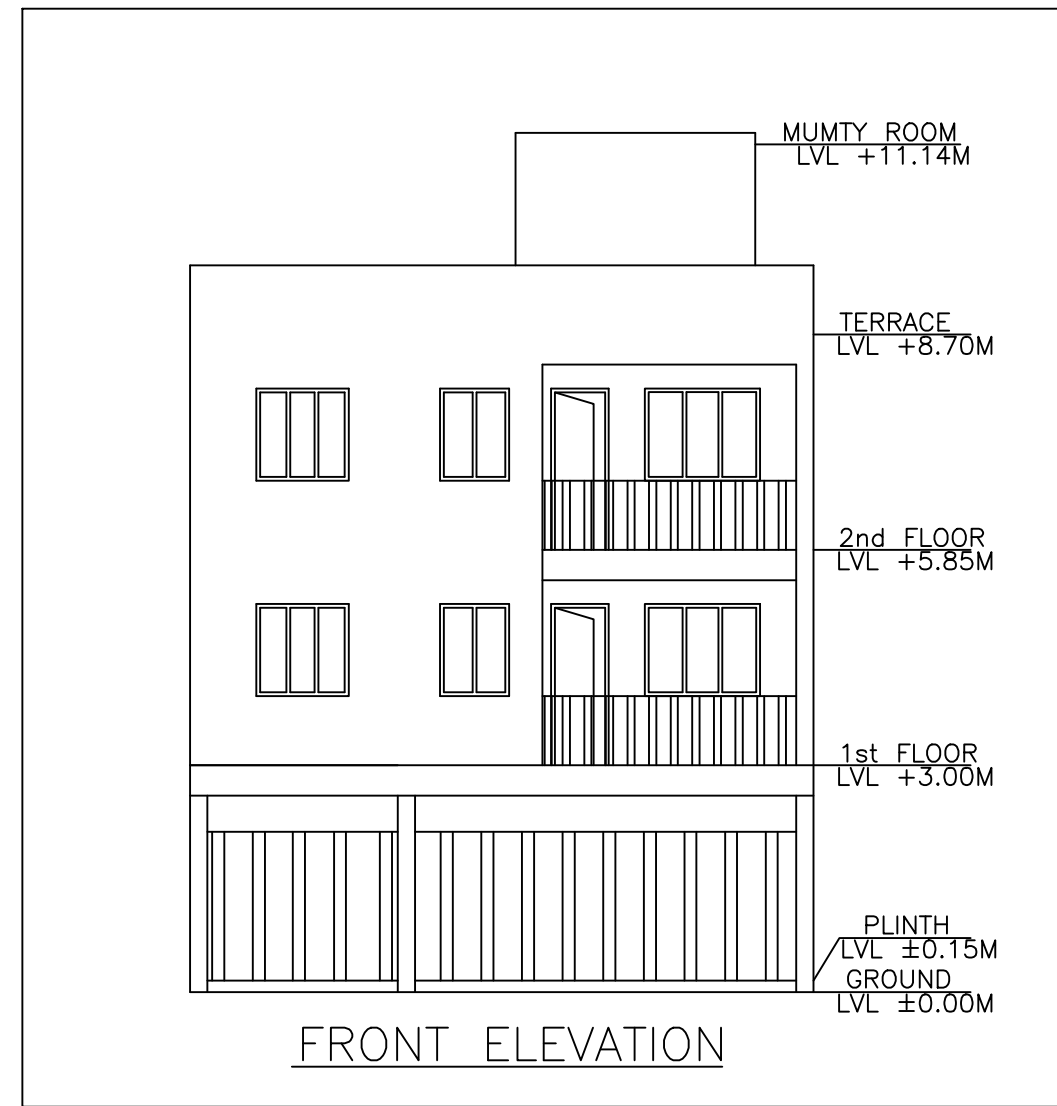 MUMTY ROOM
LVL +11.14M
TERRACE
LVL +8.70M
2nd FLOOR
LVL +5.85M
1st FLOOR
LVL +3.00M
PLINTH
LVL ±0.15M
GROUND
LVL ±0.00M
FRONT ELEVATION